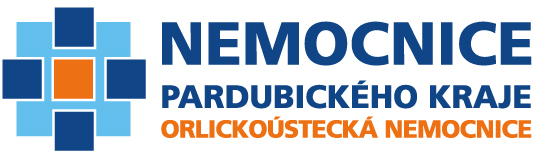 NEMOCNICE
PARDUBICKÉHO KRAJE
ORLICKOÚSTECKÁ NEMOCNICE